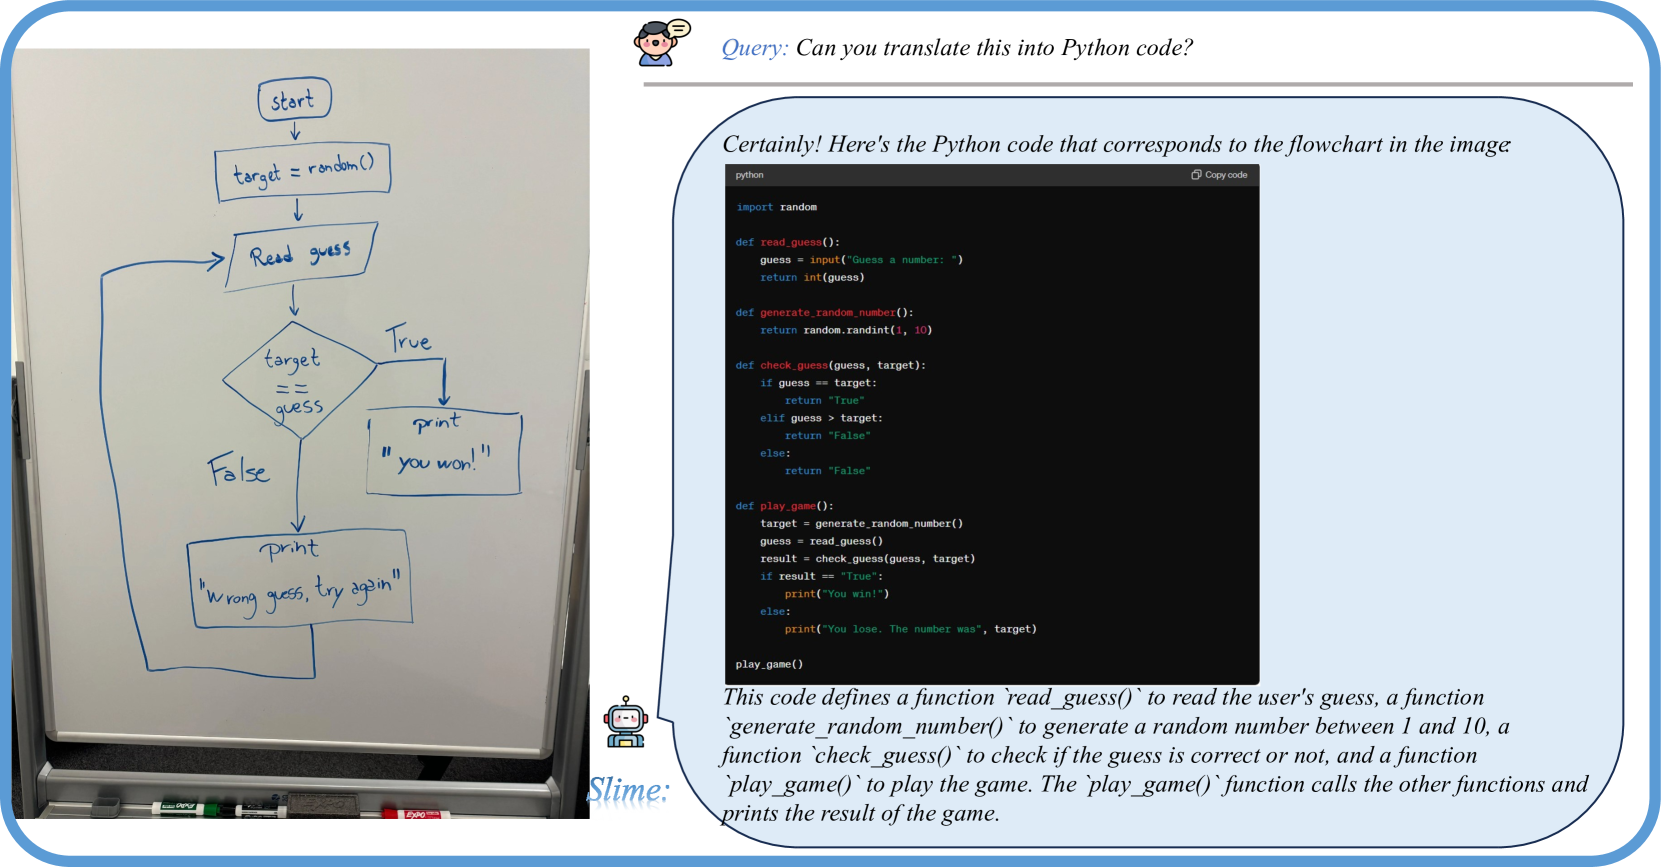 start
target = random()
Read guess
target
==
guess
True
print
"you won!"
False
print
"Wrong guess, try again"
EXPO
Query: Can you translate this into Python code?
Certainly! Here's the Python code that corresponds to the flowchart in the image:
python
Copy code
import random
def read_guess():
guess = input("Guess a number: ")
return int(guess)
def generate_random_number():
return random.randint(1, 10)
def check_guess(guess, target):
if guess == target:
return "True"
elif guess > target:
return "False"
else:
return "False"
def play_game():
target = generate_random_number()
guess = read_guess()
result = check_guess(guess, target)
if result == "True":
print("You win!")
else:
print("You lose. The number was", target)
play_game()
This code defines a function `read_guess()` to read the user's guess, a function
`generate_random_number()` to generate a random number between 1 and 10, a
function `check_guess()` to check if the guess is correct or not, and a function
`play_game()` to play the game. The `play_game()` function calls the other functions and
prints the result of the game.
Slime: